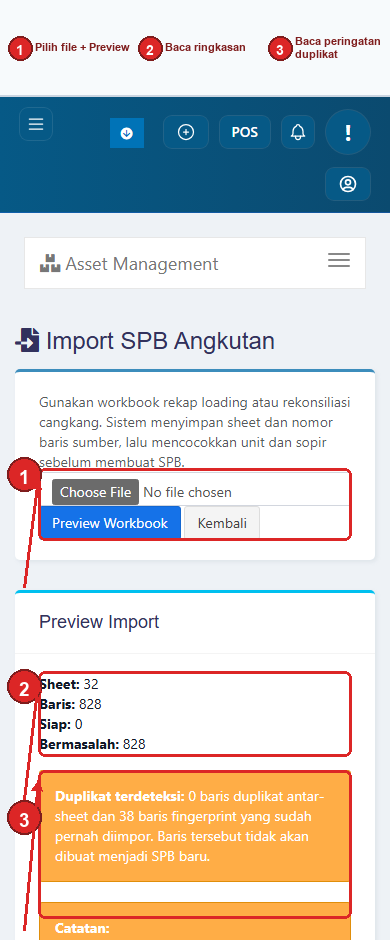 1 Pilih file + Preview
2 Baca ringkasan
3 Baca peringatan
duplikat
POS
!
Asset Management
Import SPB Angkutan
Gunakan workbook rekap loading atau rekonsiliasi
cangkang. Sistem menyimpan sheet dan nomor
baris sumber, lalu mencocokkan unit dan sopir
sebelum membuat SPB.
1
Choose File No file chosen
Preview Workbook Kembali
Preview Import
2
Sheet: 32
Baris: 828
Siap: 0
Bermasalah: 828
3
Duplikat terdeteksi: 0 baris duplikat antar-
sheet dan 38 baris fingerprint yang sudah
pernah diimpor. Baris tersebut tidak akan
dibuat menjadi SPB baru.
Catatan: